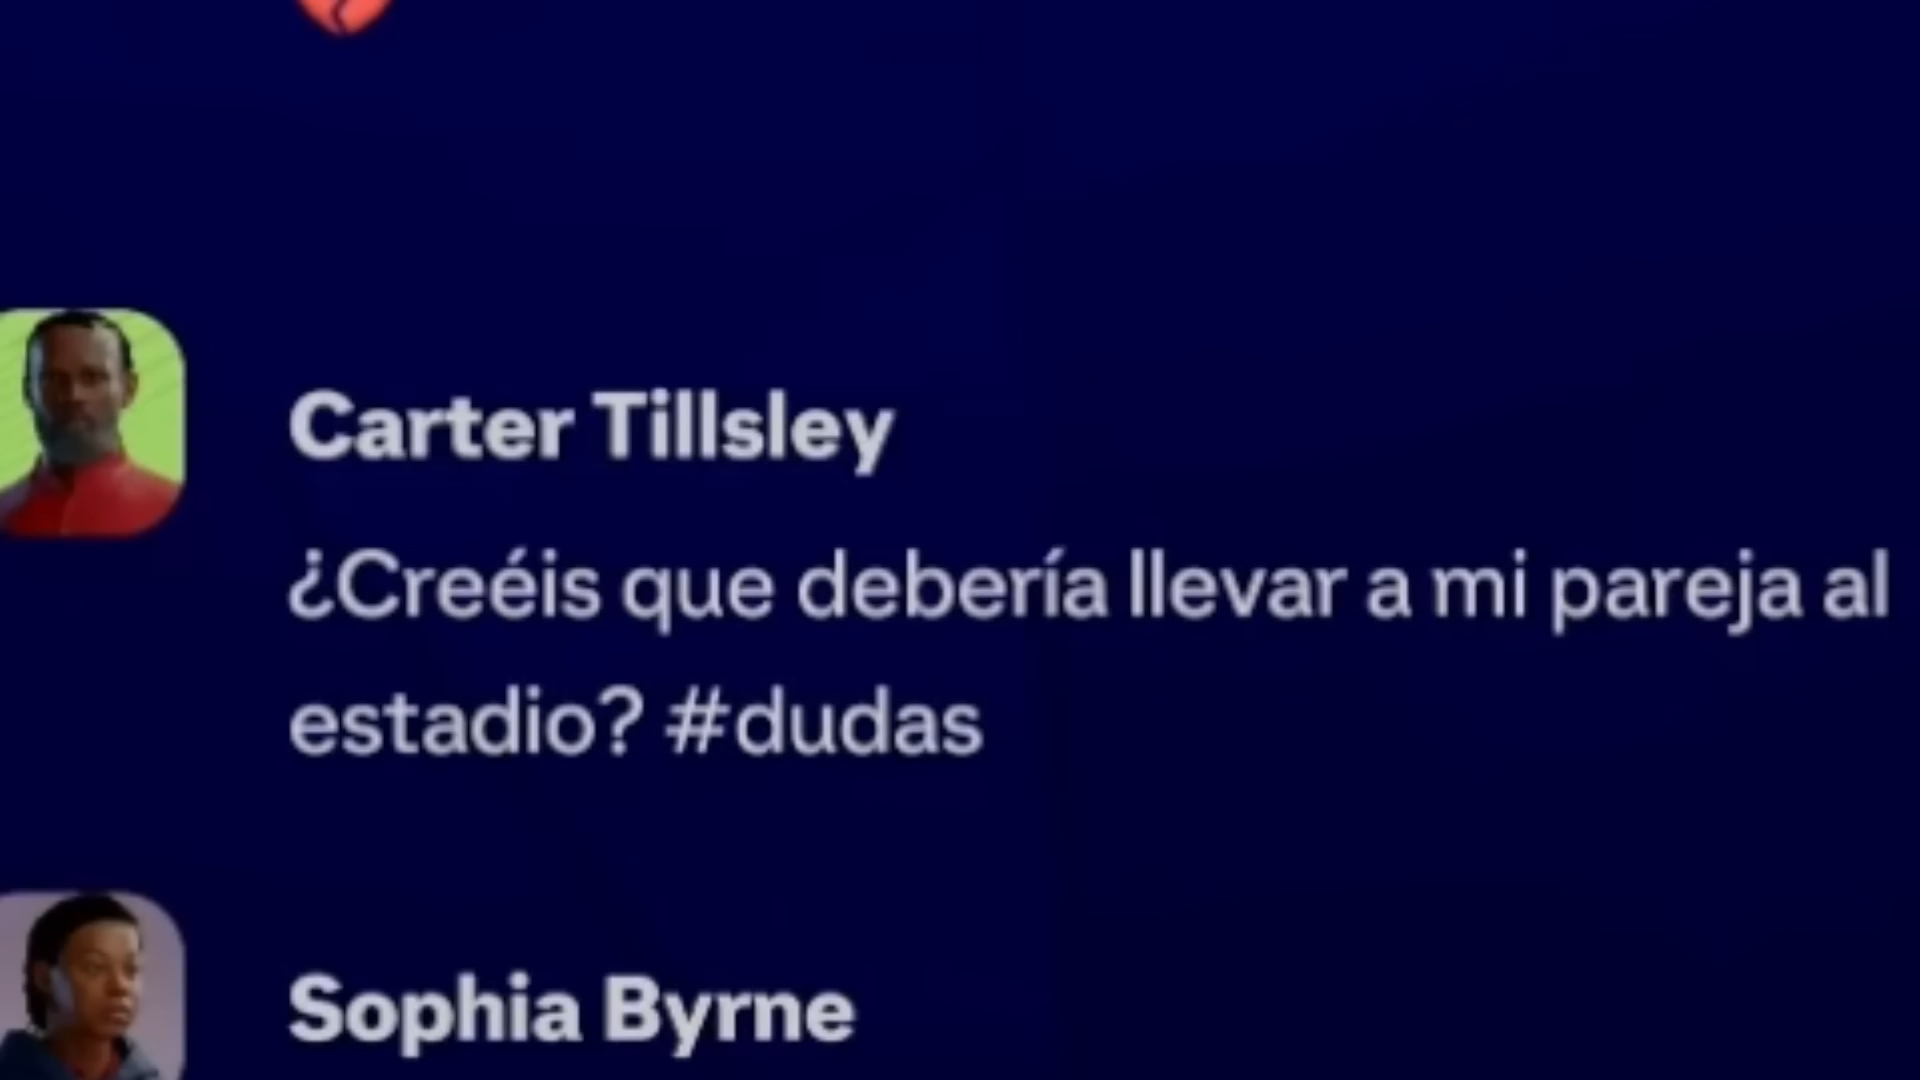 Carter Tillsley
¿Creéis que debería llevar a mi pareja al
estadio? #dudas
Sophia Byrne